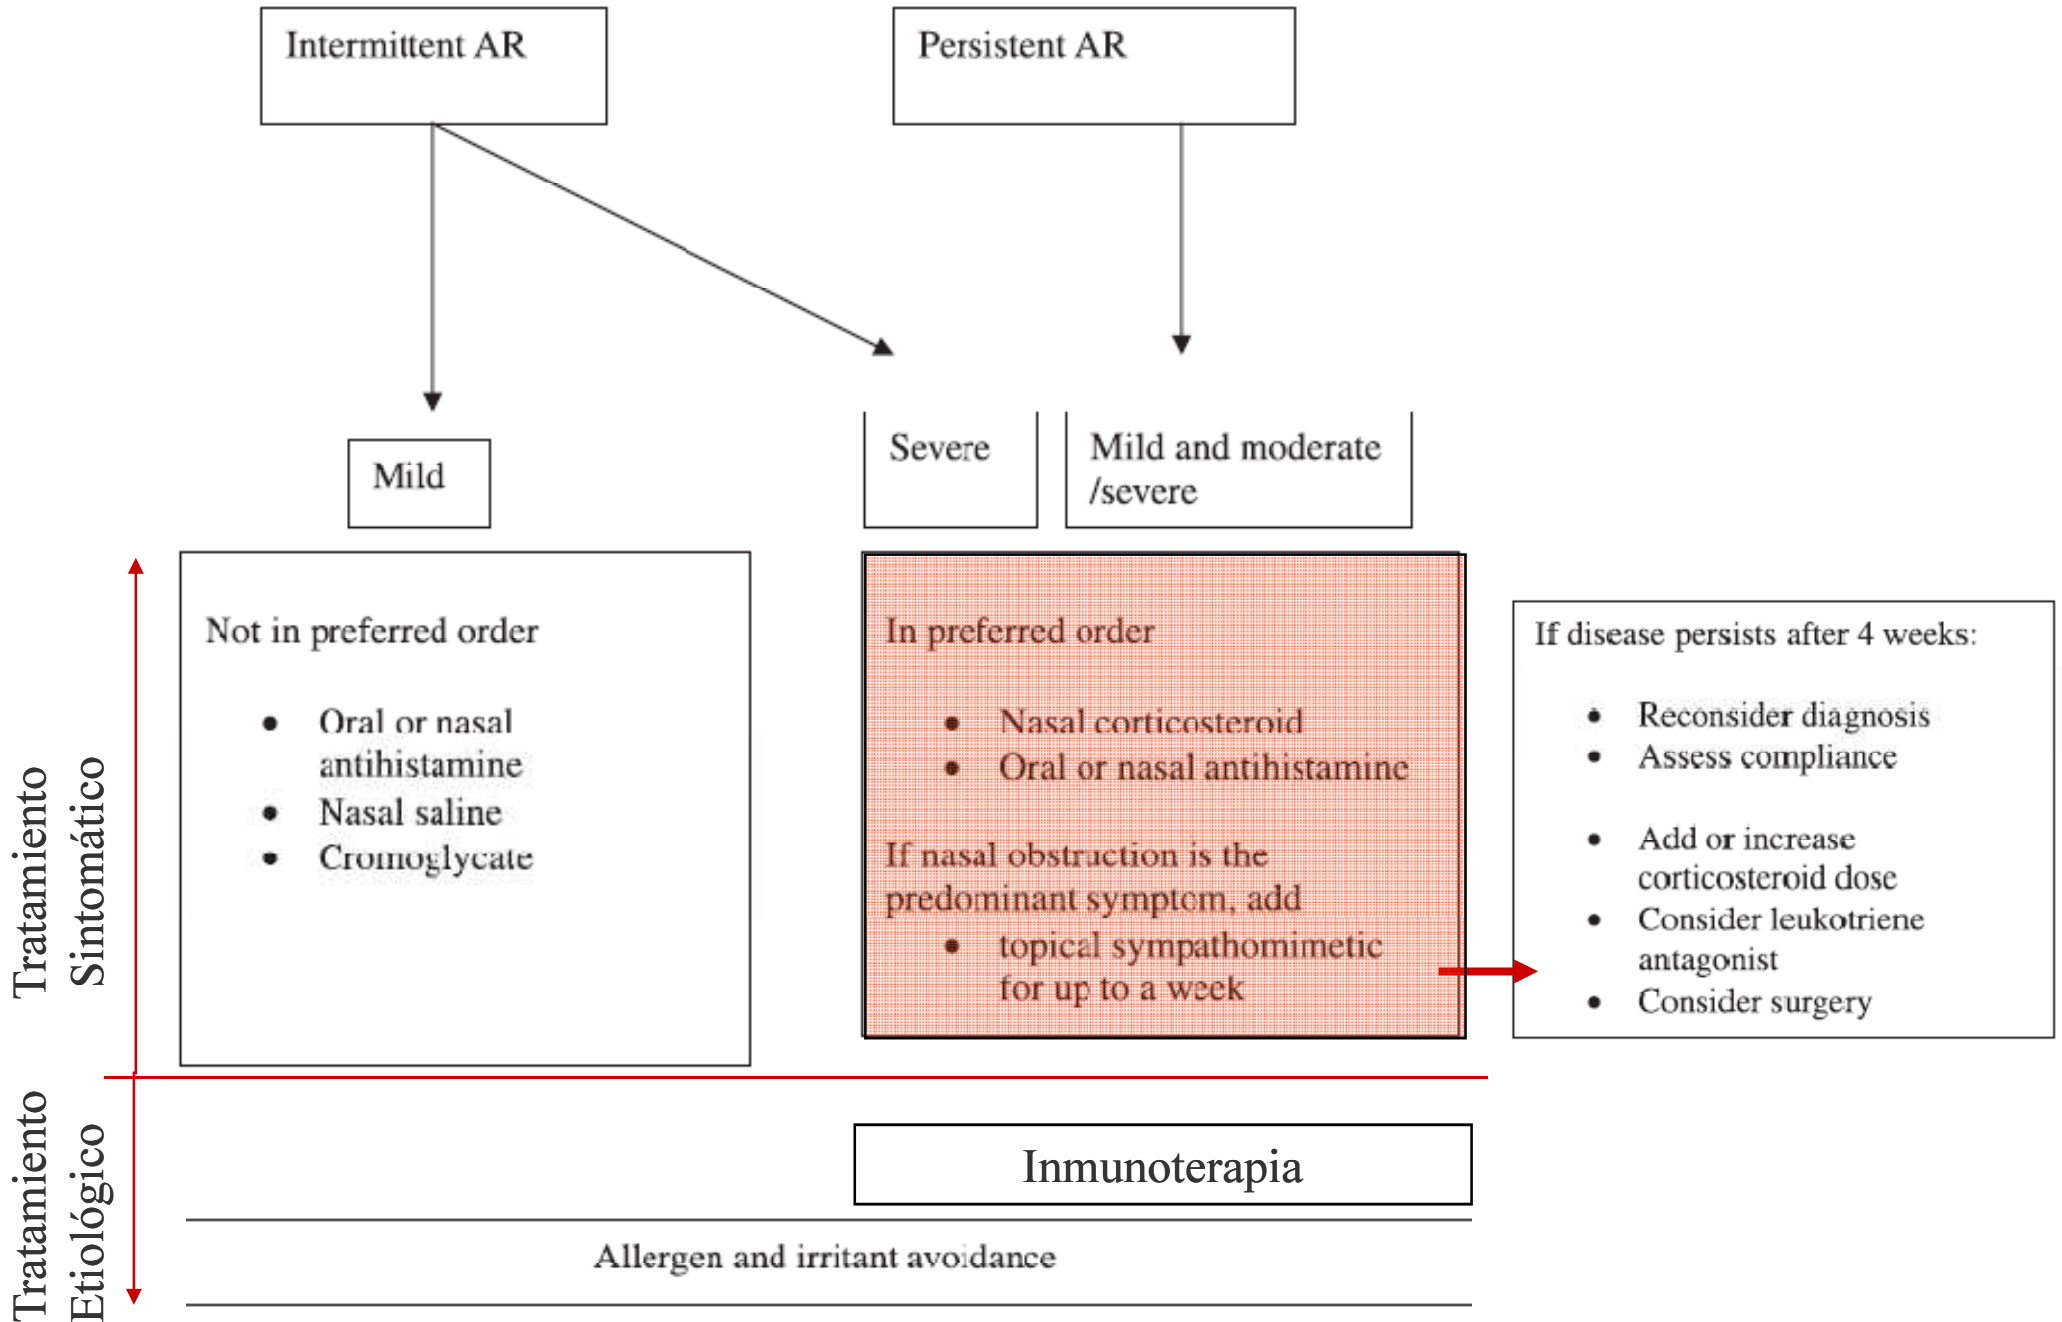 Intermittent AR
Persistent AR
Mild
Severe
Mild and moderate
/severe
Tratamiento
Sintomático
Not in preferred order
• Oral or nasal
antihistamine
• Nasal saline
• Cromoglycate
In preferred order
• Nasal corticosteroid
• Oral or nasal antihistamine
If nasal obstruction is the
predominant symptom, add
• topical sympathomimetic
for up to a week
If disease persists after 4 weeks:
• Reconsider diagnosis
• Assess compliance
• Add or increase
corticosteroid dose
• Consider leukotriene
antagonist
• Consider surgery
Tratamiento
Etiológico
Inmunoterapia
Allergen and irritant avoidance